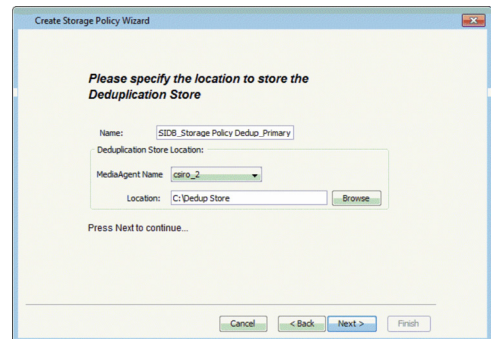 Create Storage Policy Wizard
Please specify the location to store the
Deduplication Store
Name: SIDB_Storage Policy Dedup_Primary
Deduplication Store Location:
MediaAgent Name csiro_2
Location: C:\Dedup Store Browse
Press Next to continue...
Cancel < Back Next > Finish